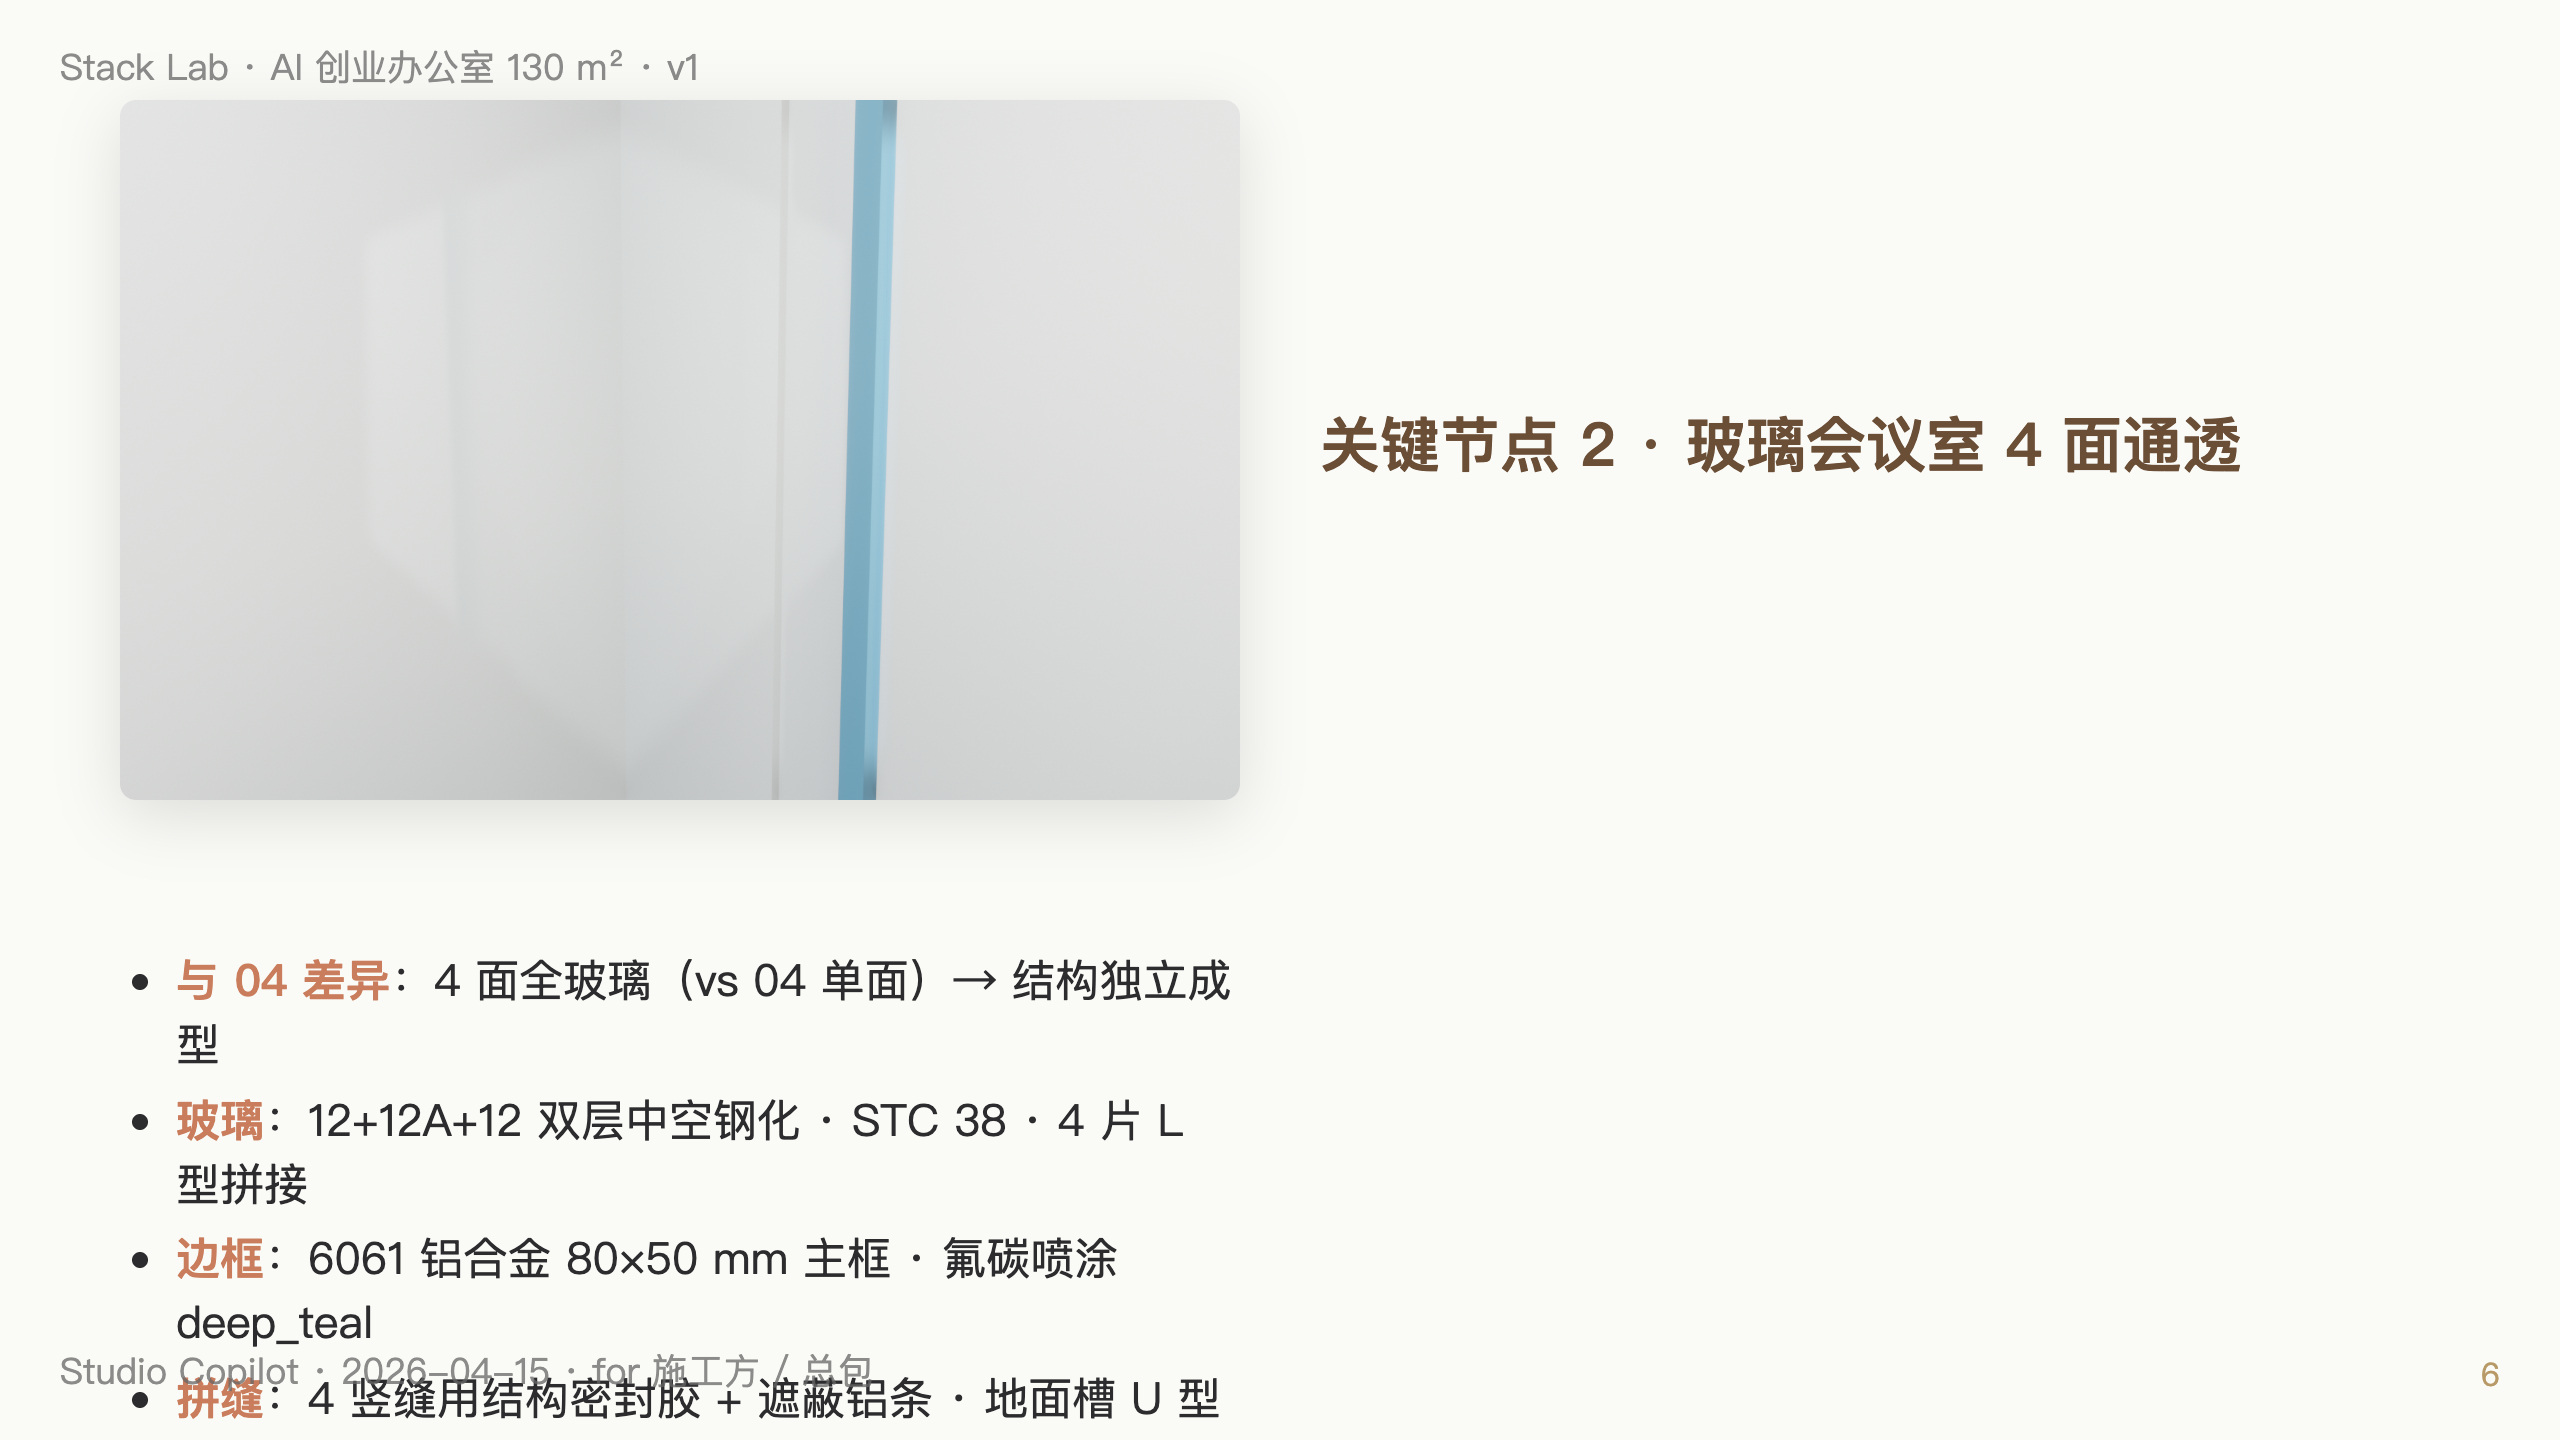 Stack Lab · AI 创业办公室 130 m² · v1
关键节点 2 · 玻璃会议室 4 面通透
• 与 04 差异：4 面全玻璃（vs 04 单面）→ 结构独立成
型
• 玻璃：12+12A+12 双层中空钢化 · STC 38 · 4 片 L
型拼接
• 边框：6061 铝合金 80×50 mm 主框 · 氟碳喷涂
deep_teal
• 拼缝：4 竖缝用结构密封胶 + 遮蔽铝条 · 地面槽 U 型
Studio Copilot · 2026-04-15 · for 施工方 / 总包
6